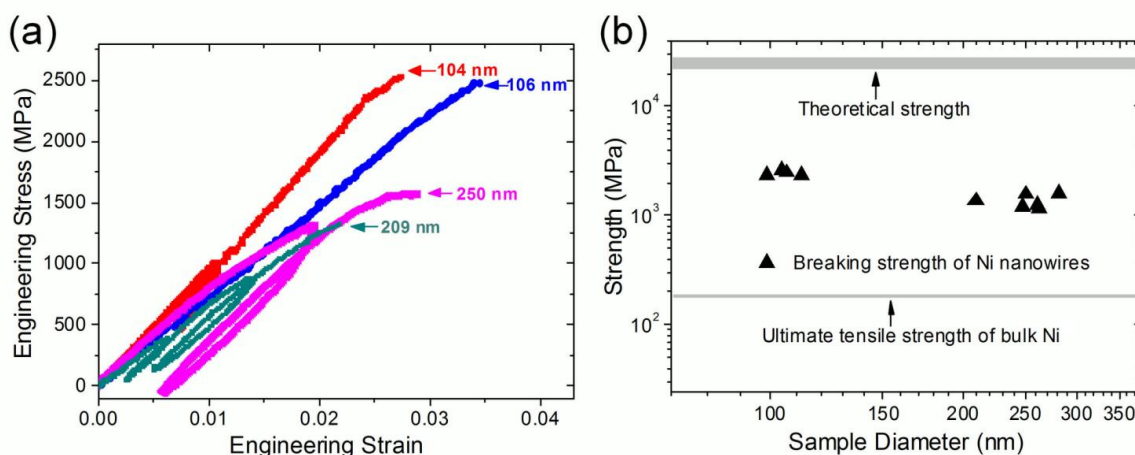 (a)
Engineering Stress (MPa)
2500
2000
1500
1000
500
0
0.00
0.01
0.02
0.03
0.04
Engineering Strain
104 nm
106 nm
250 nm
209 nm
(b)
Strength (MPa)
10⁴
10³
10²
100
150
200
250
300
350
Sample Diameter (nm)
Theoretical strength
Breaking strength of Ni nanowires
Ultimate tensile strength of bulk Ni